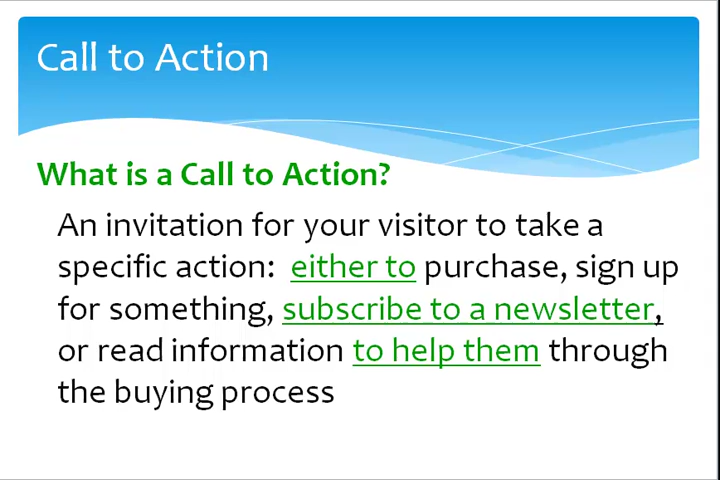 Call to Action
What is a Call to Action?
An invitation for your visitor to take a
specific action:  either to purchase, sign up
for something, subscribe to a newsletter,
or read information to help them through
the buying process